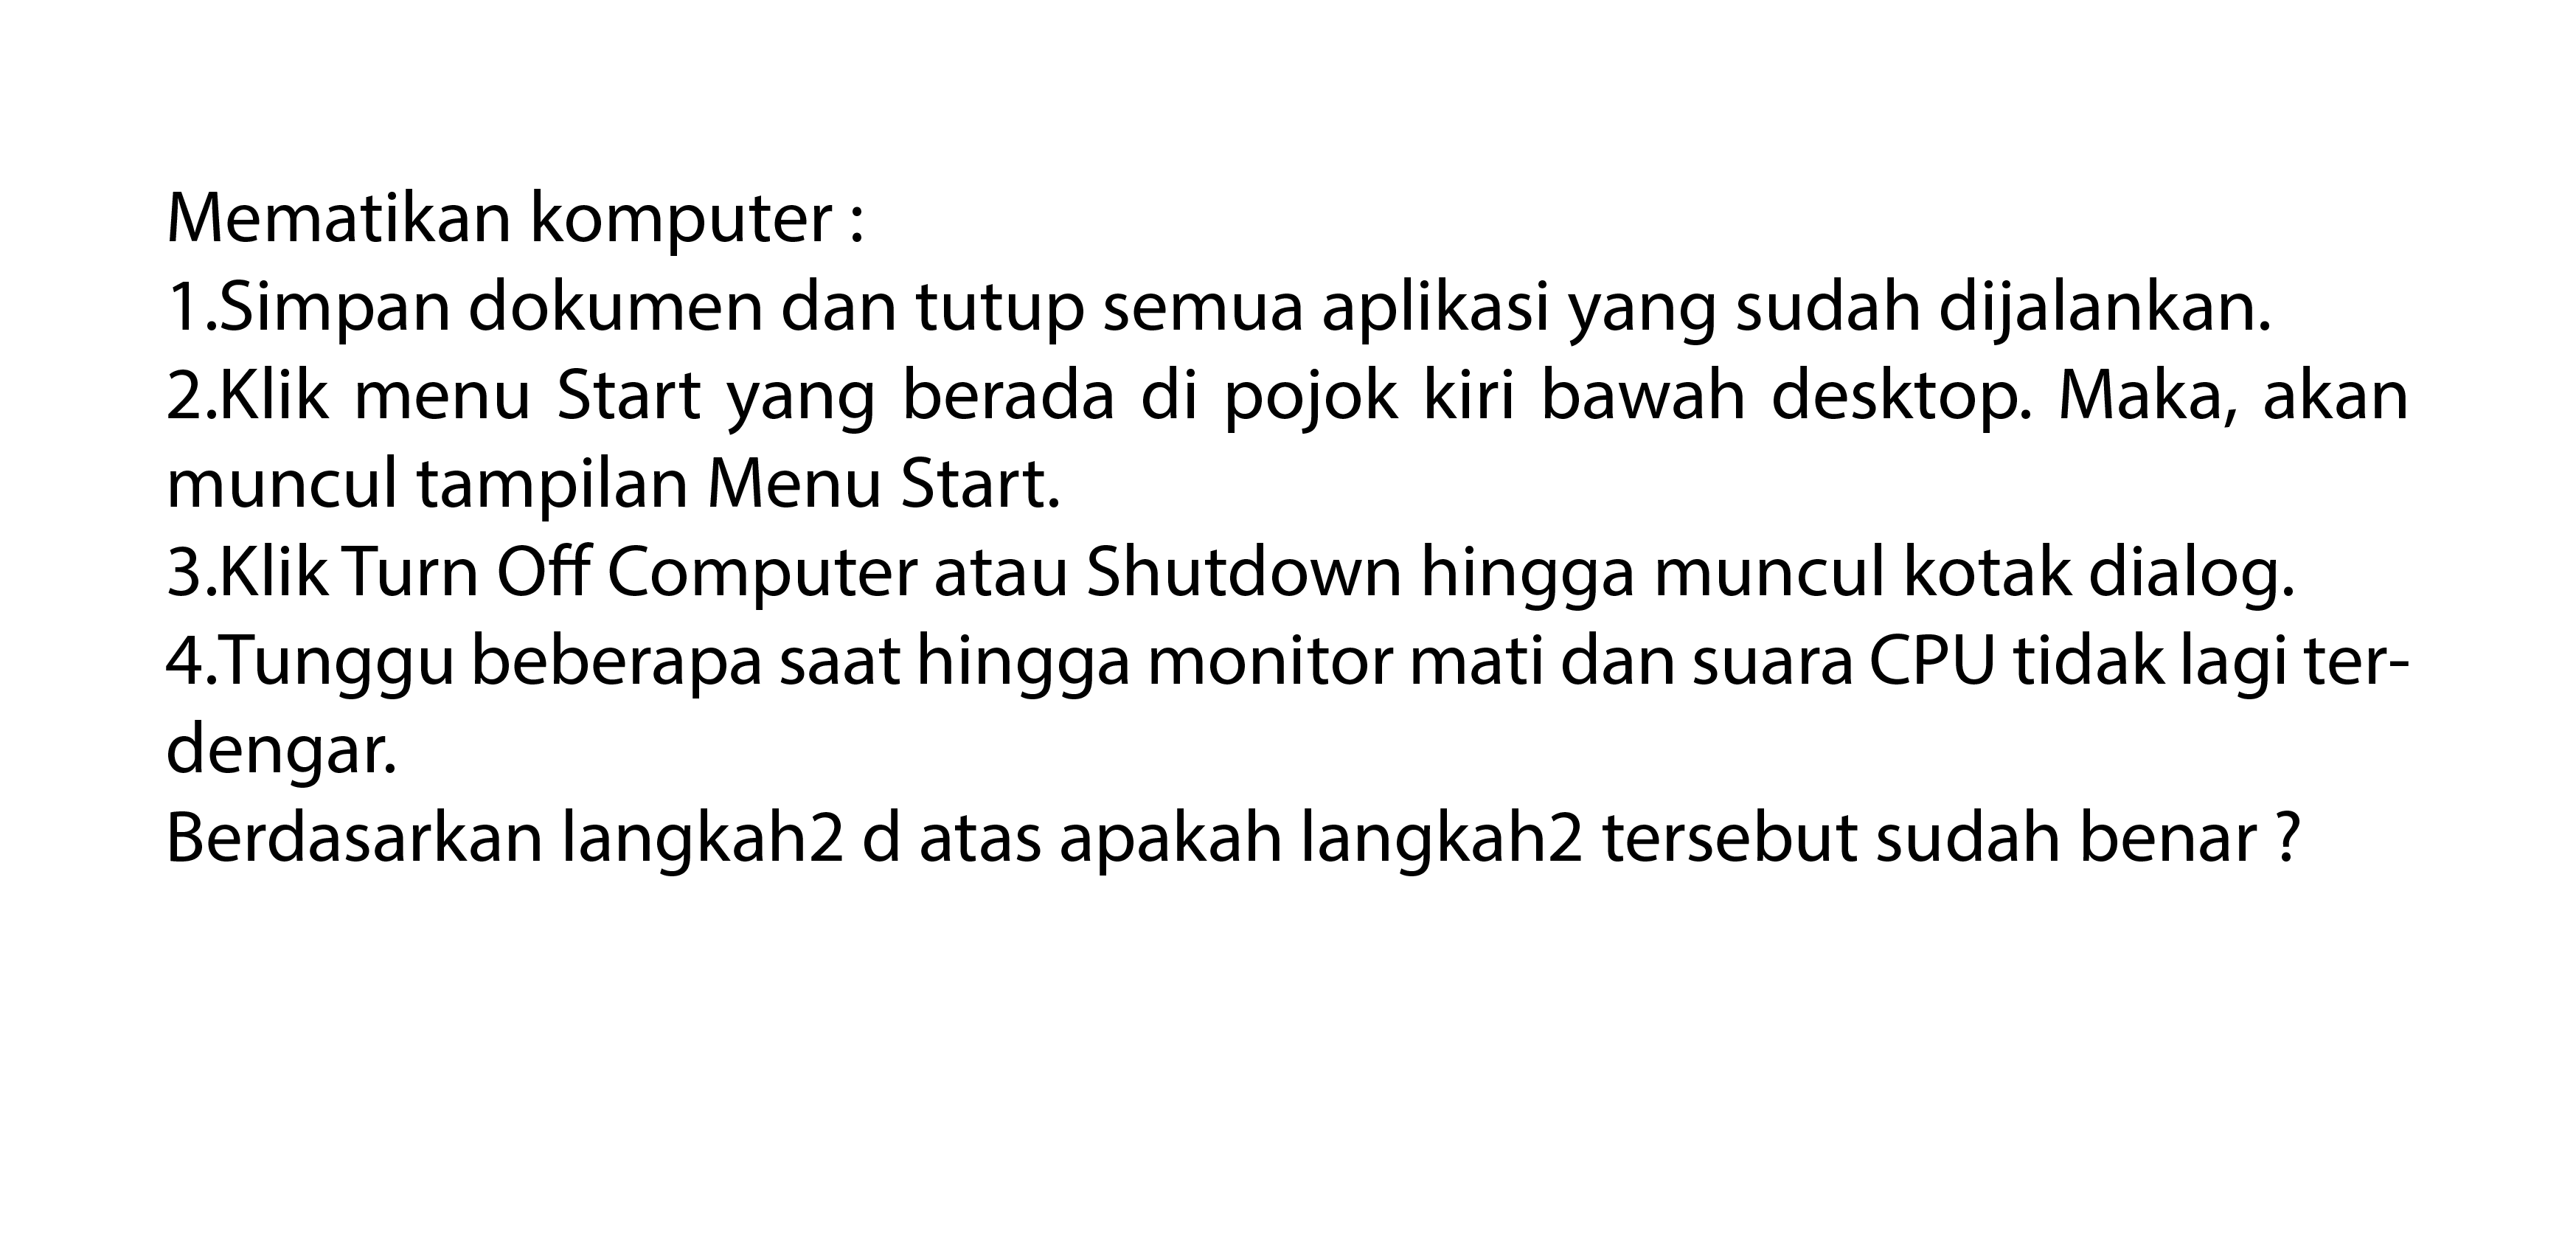 Mematikan komputer :
1.Simpan dokumen dan tutup semua aplikasi yang sudah dijalankan.
2.Klik menu Start yang berada di pojok kiri bawah desktop. Maka, akan
muncul tampilan Menu Start.
3.Klik Turn Off Computer atau Shutdown hingga muncul kotak dialog.
4.Tunggu beberapa saat hingga monitor mati dan suara CPU tidak lagi ter-
dengar.
Berdasarkan langkah2 d atas apakah langkah2 tersebut sudah benar ?